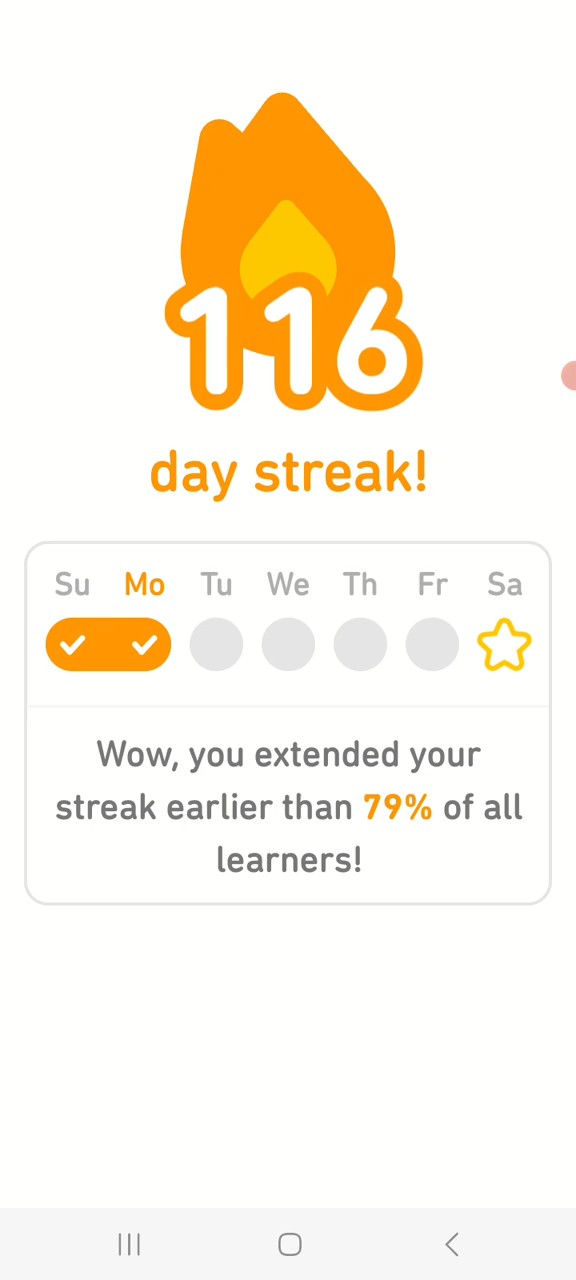 116
day streak!
Su Mo Tu We Th Fr Sa
Wow, you extended your
streak earlier than 79% of all
learners!